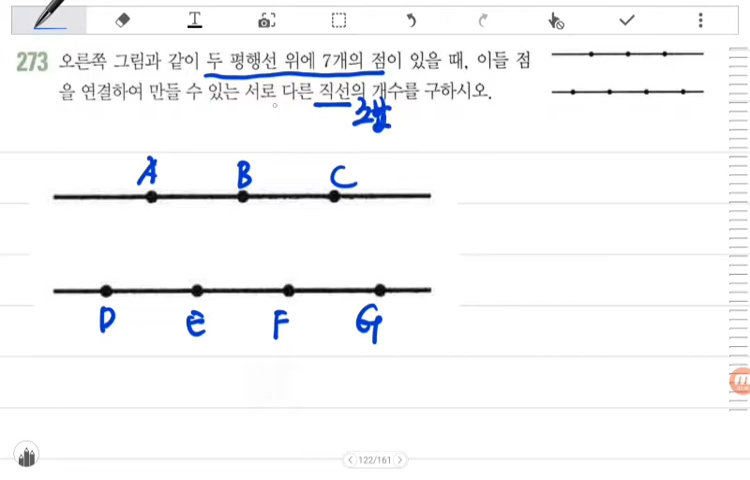 273 오른쪽 그림과 같이 두 평행선 위에 7개의 점이 있을 때, 이들 점
을 연결하여 만들 수 있는 서로 다른 직선의 개수를 구하시오.
A B C
D E F G
122/161